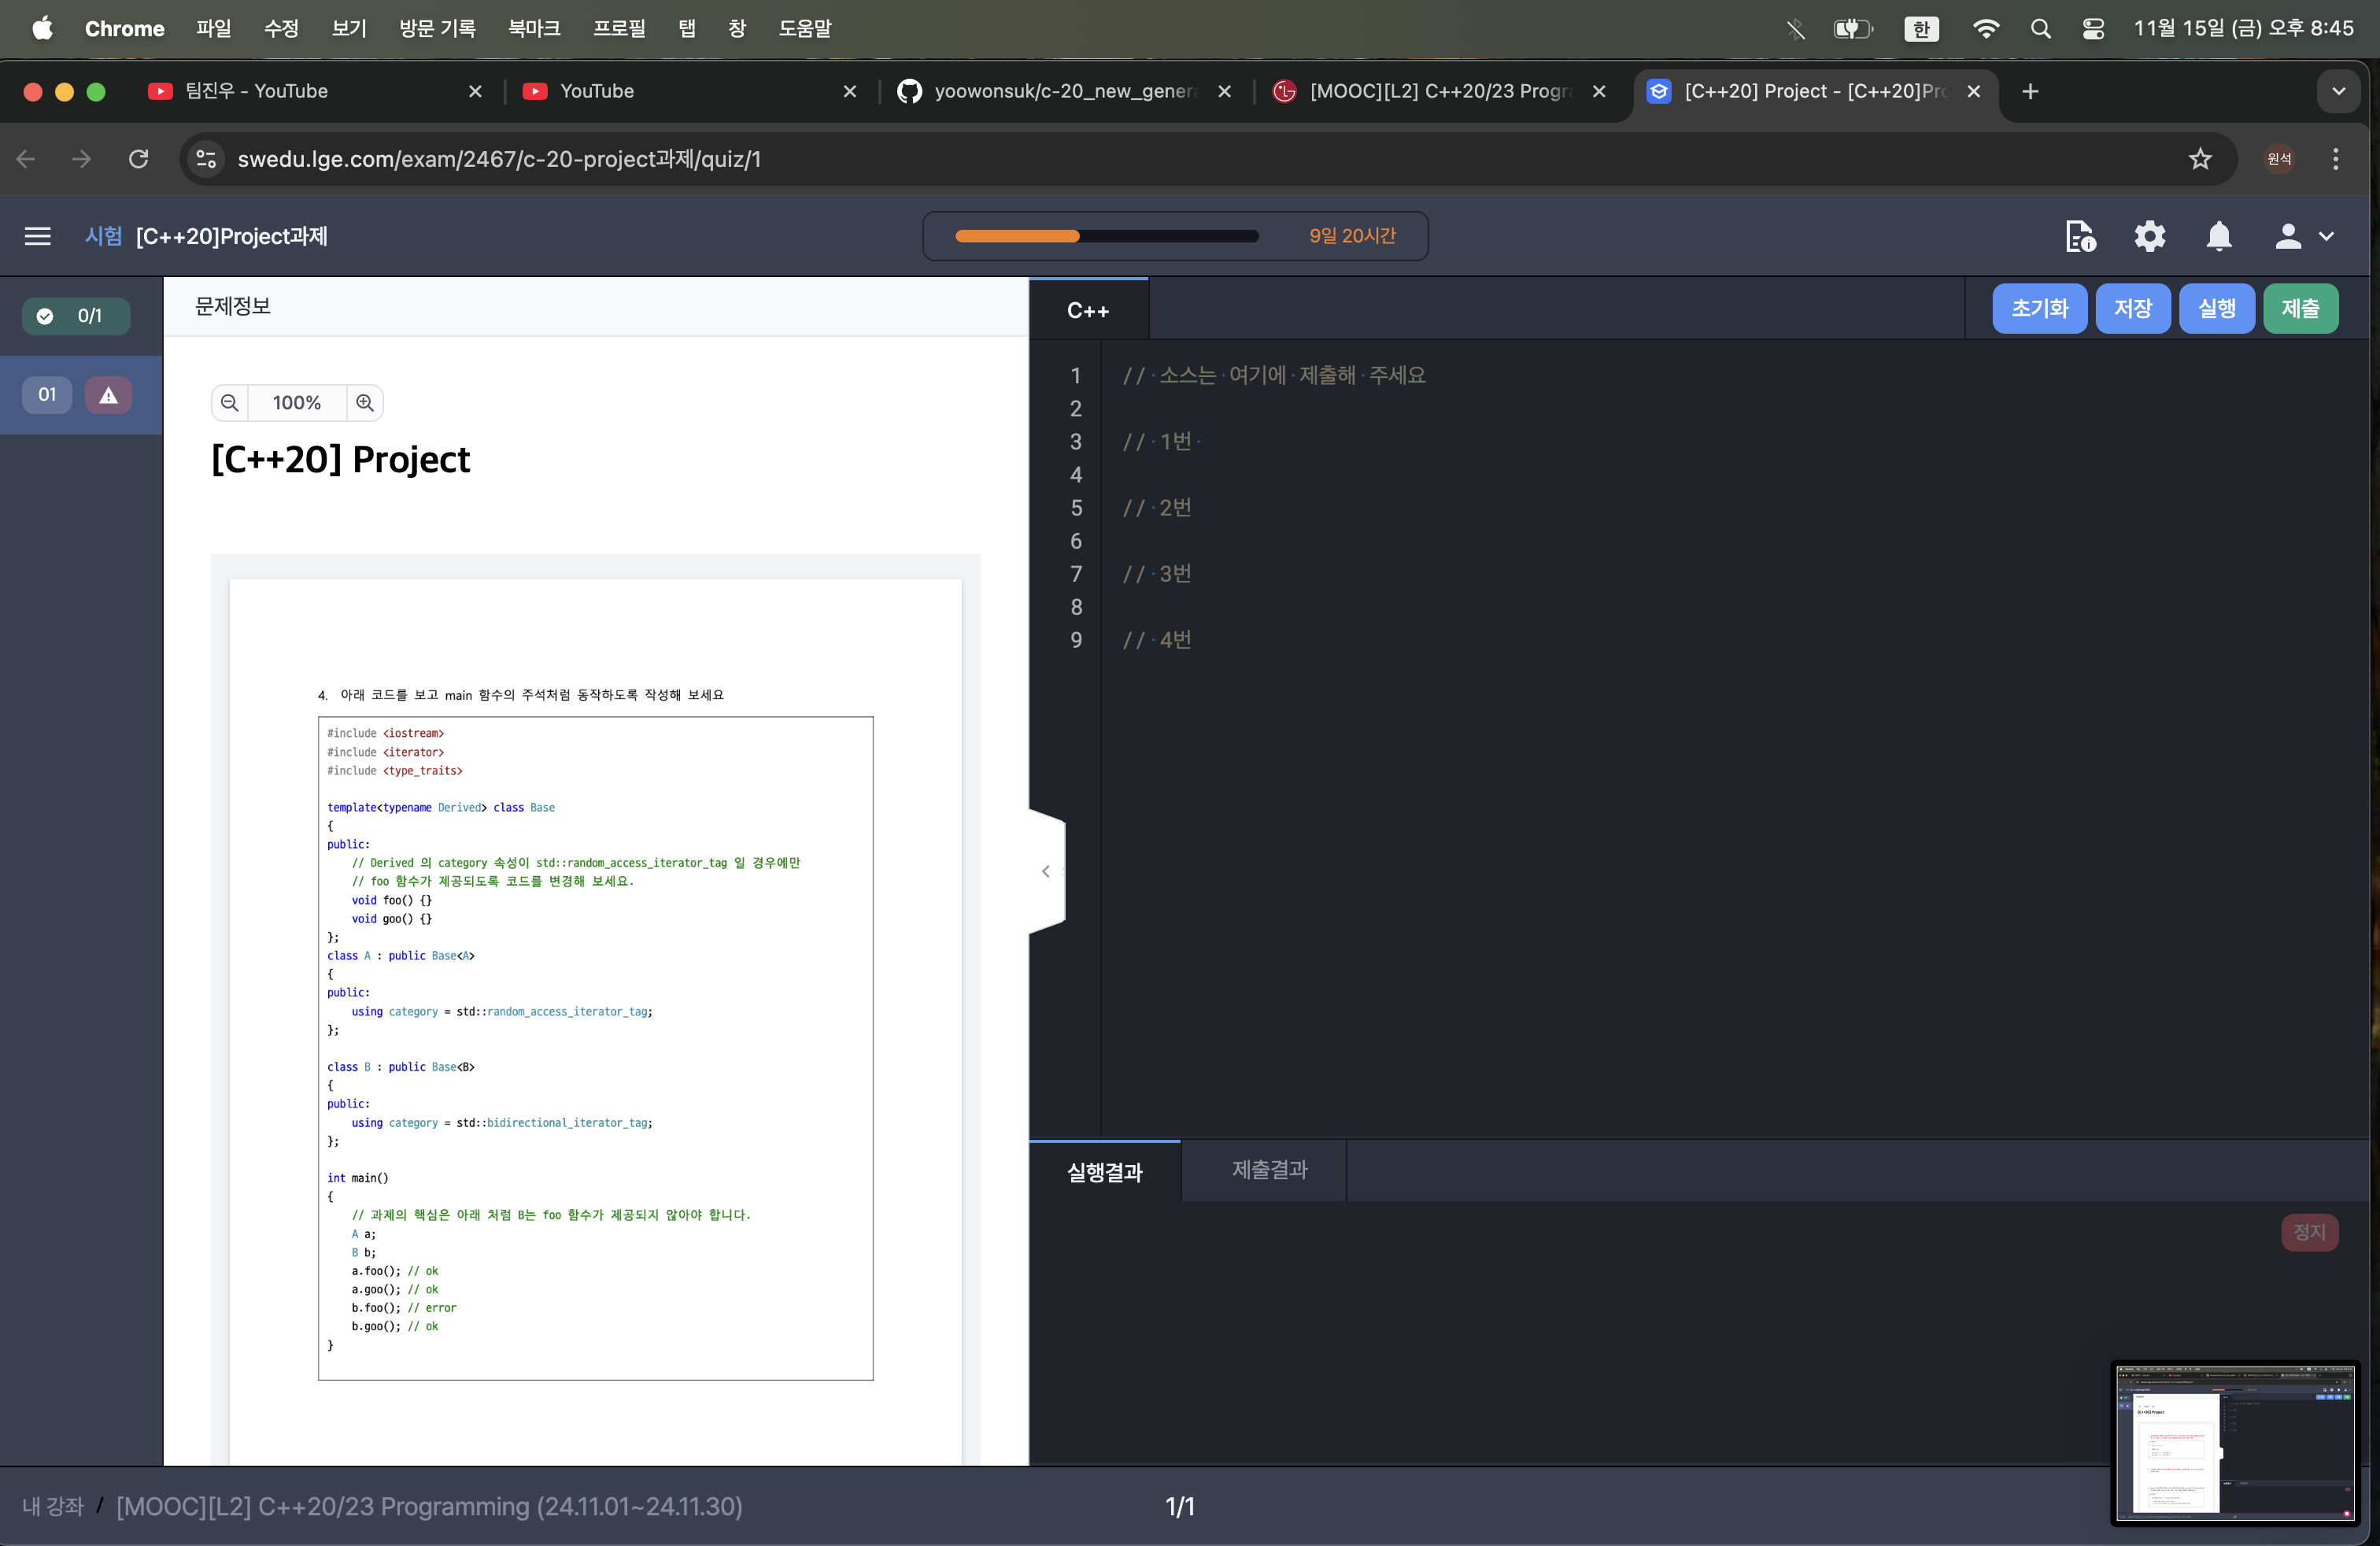 Chrome 파일 수정 보기 방문 기록 북마크 프로필 탭 창 도움말 한 11월 15일 (금) 오후 8:45
팀진우 - YouTube YouTube yoowonsuk/c-20_new_genera [MOOC][L2] C++20/23 Progra [C++20] Project - [C++20]Pro
swedu.lge.com/exam/2467/c-20-project과제/quiz/1 원석
시험 [C++20]Project과제 9일 20시간
0/1
01
문제정보
100%
[C++20] Project
4. 아래 코드를 보고 main 함수의 주석처럼 동작하도록 작성해 보세요
#include <iostream>
#include <iterator>
#include <type_traits>
template<typename Derived> class Base
{
public:
// Derived 의 category 속성이 std::random_access_iterator_tag 일 경우에만
// foo 함수가 제공되도록 코드를 변경해 보세요.
void foo() {}
void goo() {}
};
class A : public Base<A>
{
public:
using category = std::random_access_iterator_tag;
};
class B : public Base<B>
{
public:
using category = std::bidirectional_iterator_tag;
};
int main()
{
// 과제의 핵심은 아래 처럼 B는 foo 함수가 제공되지 않아야 합니다.
A a;
B b;
a.foo(); // ok
a.goo(); // ok
b.foo(); // error
b.goo(); // ok
}
C++ 초기화 저장 실행 제출
1 // 소스는 여기에 제출해 주세요
2
3 // 1번
4
5 // 2번
6
7 // 3번
8
9 // 4번
실행결과 제출결과
정지
내 강좌 / [MOOC][L2] C++20/23 Programming (24.11.01~24.11.30) 1/1